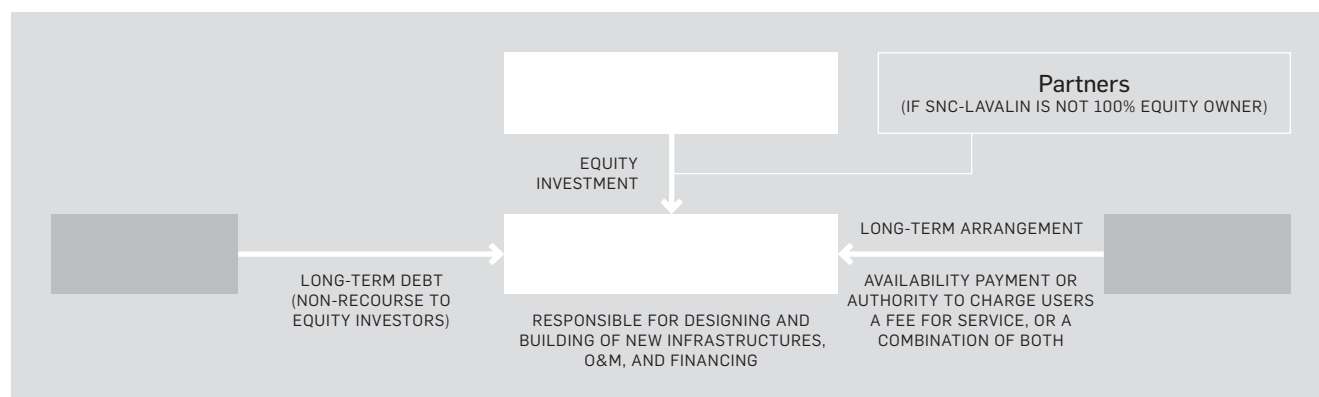 Partners
(IF SNC-LAVALIN IS NOT 100% EQUITY OWNER)
EQUITY
INVESTMENT
LONG-TERM ARRANGEMENT
LONG-TERM DEBT
(NON-RECOURSE TO
EQUITY INVESTORS)
RESPONSIBLE FOR DESIGNING AND
BUILDING OF NEW INFRASTRUCTURES,
O&M, AND FINANCING
AVAILABILITY PAYMENT OR
AUTHORITY TO CHARGE USERS
A FEE FOR SERVICE, OR A
COMBINATION OF BOTH